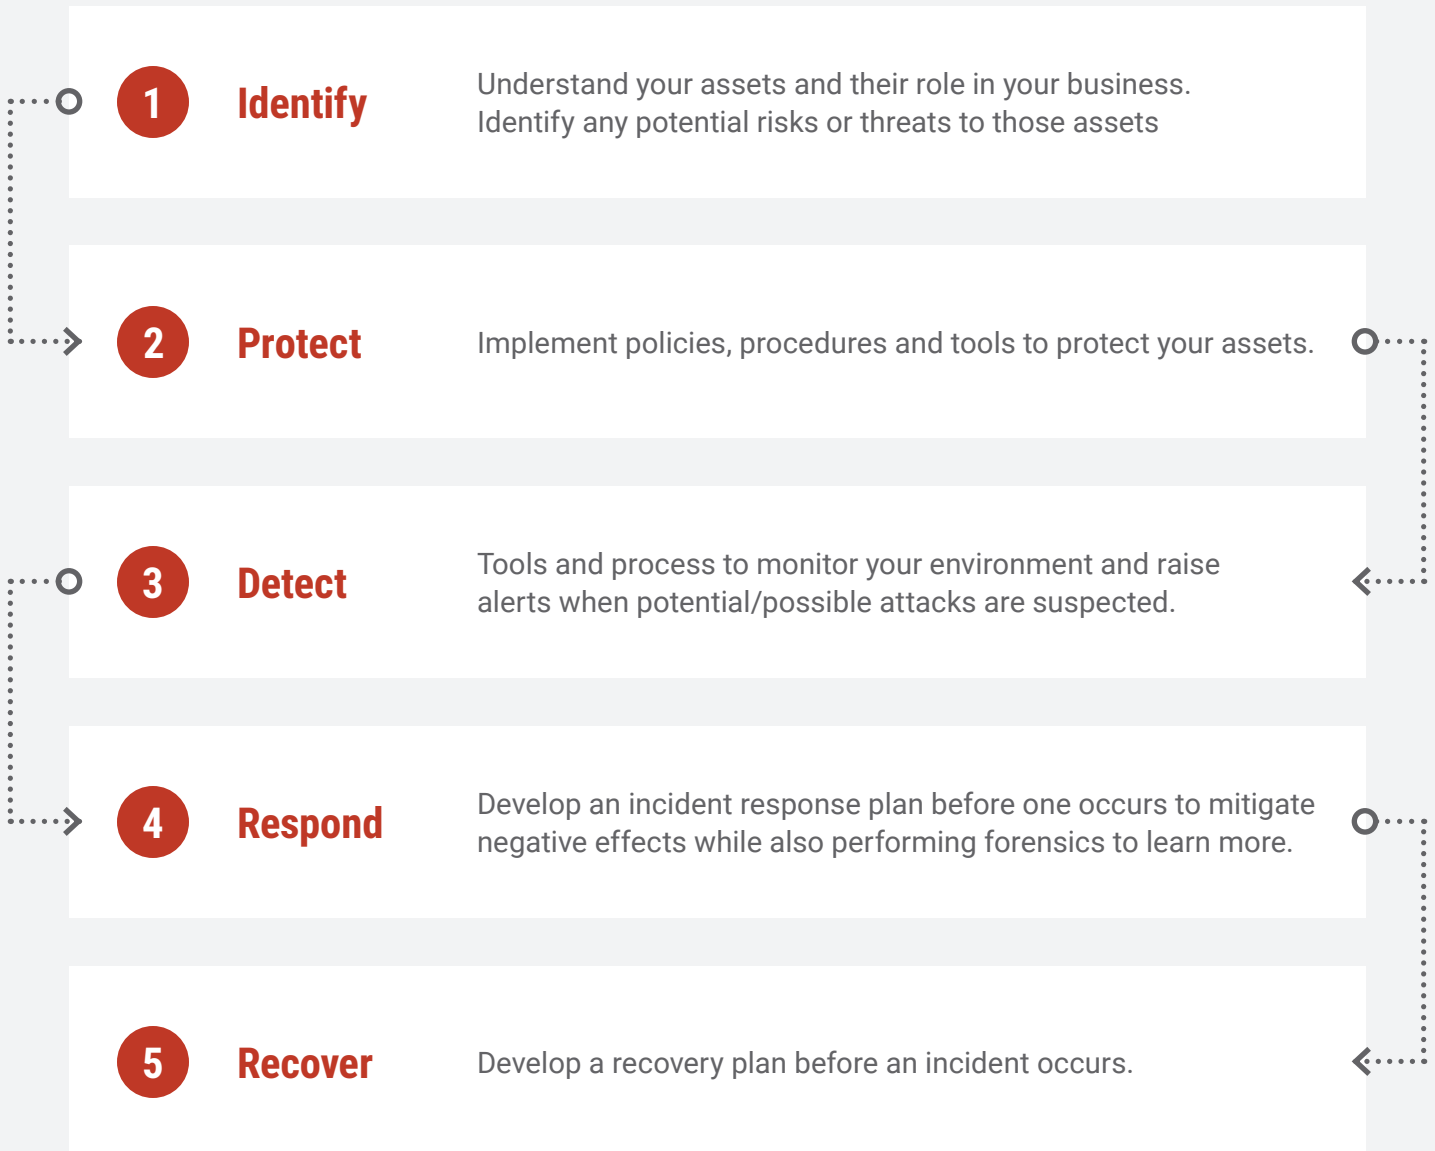 1
Identify
Understand your assets and their role in your business.
Identify any potential risks or threats to those assets
2
Protect
Implement policies, procedures and tools to protect your assets.
3
Detect
Tools and process to monitor your environment and raise
alerts when potential/possible attacks are suspected.
4
Respond
Develop an incident response plan before one occurs to mitigate
negative effects while also performing forensics to learn more.
5
Recover
Develop a recovery plan before an incident occurs.